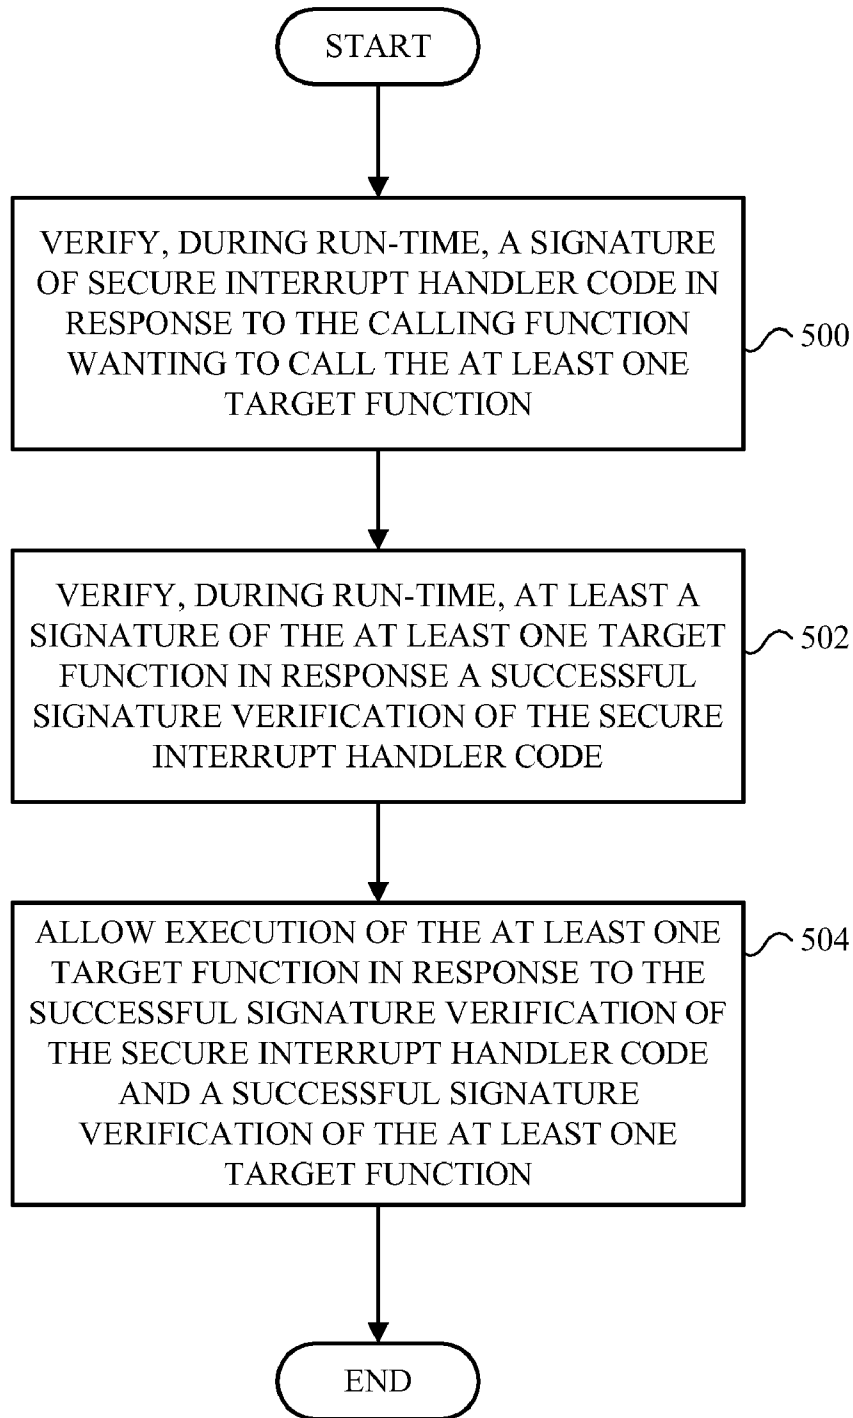 START
VERIFY, DURING RUN-TIME, A SIGNATURE
OF SECURE INTERRUPT HANDLER CODE IN
RESPONSE TO THE CALLING FUNCTION
WANTING TO CALL THE AT LEAST ONE
TARGET FUNCTION
500
VERIFY, DURING RUN-TIME, AT LEAST A
SIGNATURE OF THE AT LEAST ONE TARGET
FUNCTION IN RESPONSE A SUCCESSFUL
SIGNATURE VERIFICATION OF THE SECURE
INTERRUPT HANDLER CODE
502
ALLOW EXECUTION OF THE AT LEAST ONE
TARGET FUNCTION IN RESPONSE TO THE
SUCCESSFUL SIGNATURE VERIFICATION OF
THE SECURE INTERRUPT HANDLER CODE
AND A SUCCESSFUL SIGNATURE
VERIFICATION OF THE AT LEAST ONE
TARGET FUNCTION
504
END